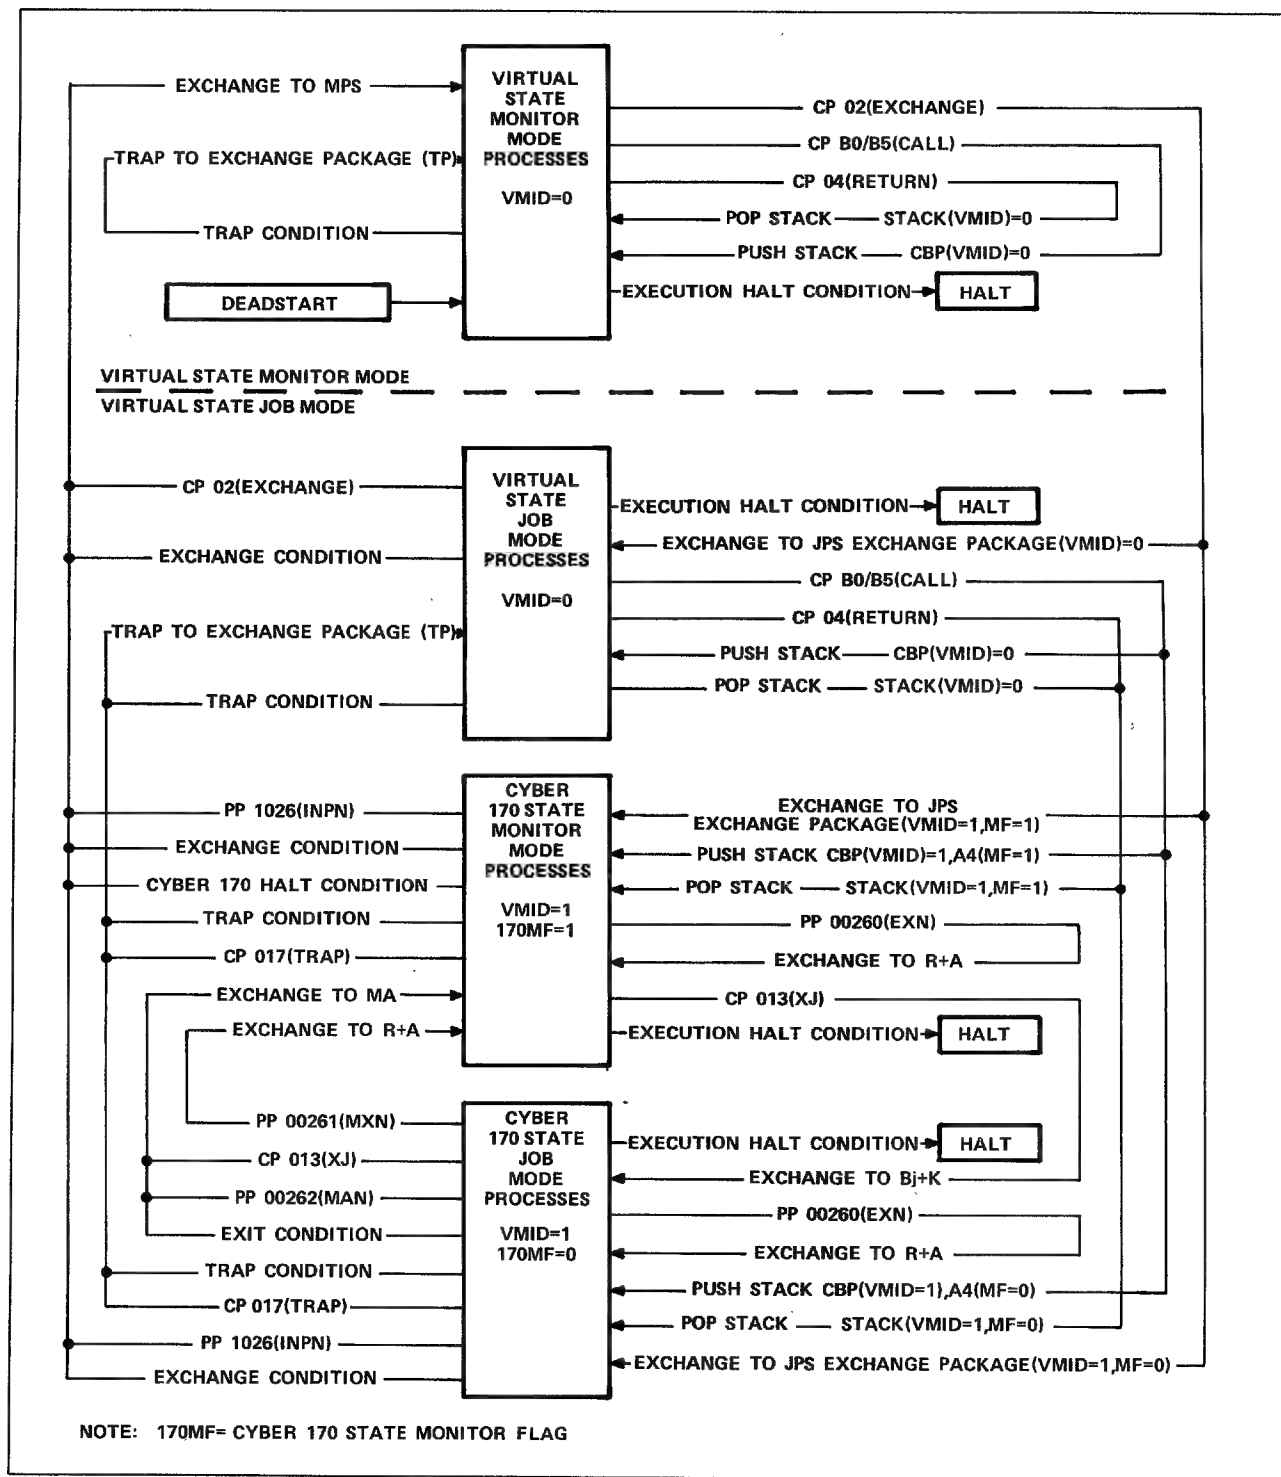 EXCHANGE TO MPS
TRAP TO EXCHANGE PACKAGE (TP)
TRAP CONDITION
DEADSTART
VIRTUAL
STATE
MONITOR
MODE
PROCESSES
VMID=0
CP 02(EXCHANGE)
CP B0/B5(CALL)
CP 04(RETURN)
POP STACK STACK(VMID)=0
PUSH STACK CBP(VMID)=0
EXECUTION HALT CONDITION HALT
VIRTUAL STATE MONITOR MODE
VIRTUAL STATE JOB MODE
CP 02(EXCHANGE)
EXCHANGE CONDITION
TRAP TO EXCHANGE PACKAGE (TP)
TRAP CONDITION
VIRTUAL
STATE
JOB
MODE
PROCESSES
VMID=0
EXECUTION HALT CONDITION HALT
EXCHANGE TO JPS EXCHANGE PACKAGE(VMID)=0
CP B0/B5(CALL)
CP 04(RETURN)
PUSH STACK CBP(VMID)=0
POP STACK STACK(VMID)=0
PP 1026(INPN)
EXCHANGE CONDITION
CYBER 170 HALT CONDITION
TRAP CONDITION
CP 017(TRAP)
EXCHANGE TO MA
EXCHANGE TO R+A
CYBER
170 STATE
MONITOR
MODE
PROCESSES
VMID=1
170MF=1
EXCHANGE TO JPS
EXCHANGE PACKAGE(VMID=1,MF=1)
PUSH STACK CBP(VMID)=1,A4(MF=1)
POP STACK STACK(VMID=1,MF=1)
PP 00260(EXN)
EXCHANGE TO R+A
CP 013(XJ)
EXECUTION HALT CONDITION HALT
PP 00261(MXN)
CP 013(XJ)
PP 00262(MAN)
EXIT CONDITION
TRAP CONDITION
CP 017(TRAP)
PP 1026(INPN)
EXCHANGE CONDITION
CYBER
170 STATE
JOB
MODE
PROCESSES
VMID=1
170MF=0
EXECUTION HALT CONDITION HALT
EXCHANGE TO Bj+K
PP 00260(EXN)
EXCHANGE TO R+A
PUSH STACK CBP(VMID=1),A4(MF=0)
POP STACK STACK(VMID=1,MF=0)
EXCHANGE TO JPS EXCHANGE PACKAGE(VMID=1,MF=0)
NOTE: 170MF= CYBER 170 STATE MONITOR FLAG